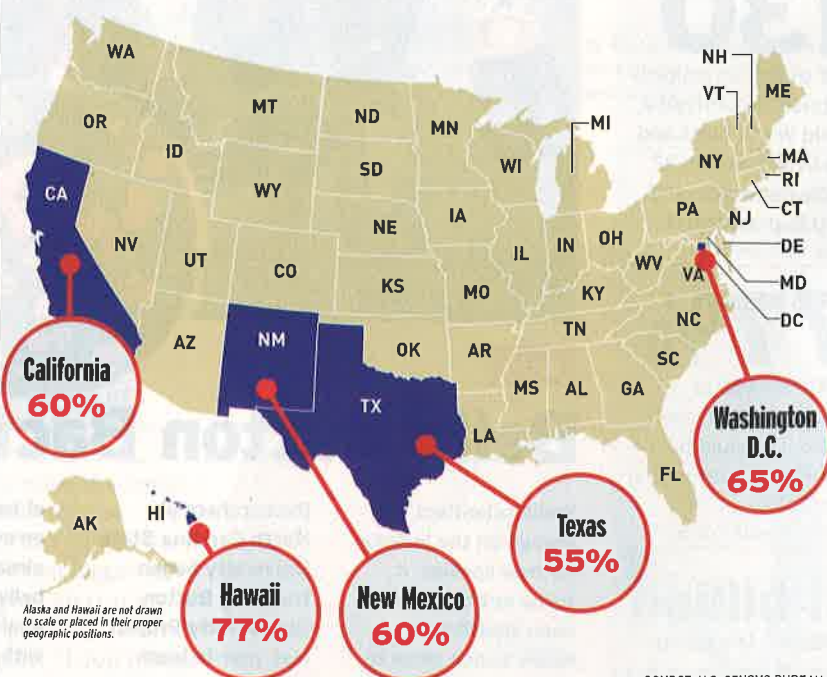 WA
MT
ND
MN
OR
ID
SD
WI
MI
NH
VT
ME
WY
NY
MA
RI
CT
CA
NV
UT
CO
NE
IA
IL
IN
OH
PA
NJ
DE
MD
DC
WV
VA
KS
MO
KY
NC
TN
SC
AZ
NM
OK
AR
MS
AL
GA
TX
LA
FL
AK
HI
California
60%
Washington
D.C.
65%
Texas
55%
New Mexico
60%
Hawaii
77%
Alaska and Hawaii are not drawn
to scale or placed in their proper
geographic positions.
SOURCE: U.S. CENSUS BUREAU